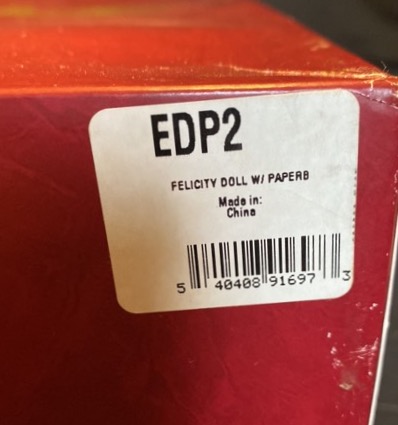 EDP2
FELICITY DOLL W/ PAPERB
Made in:
China
5 40408 91697 3